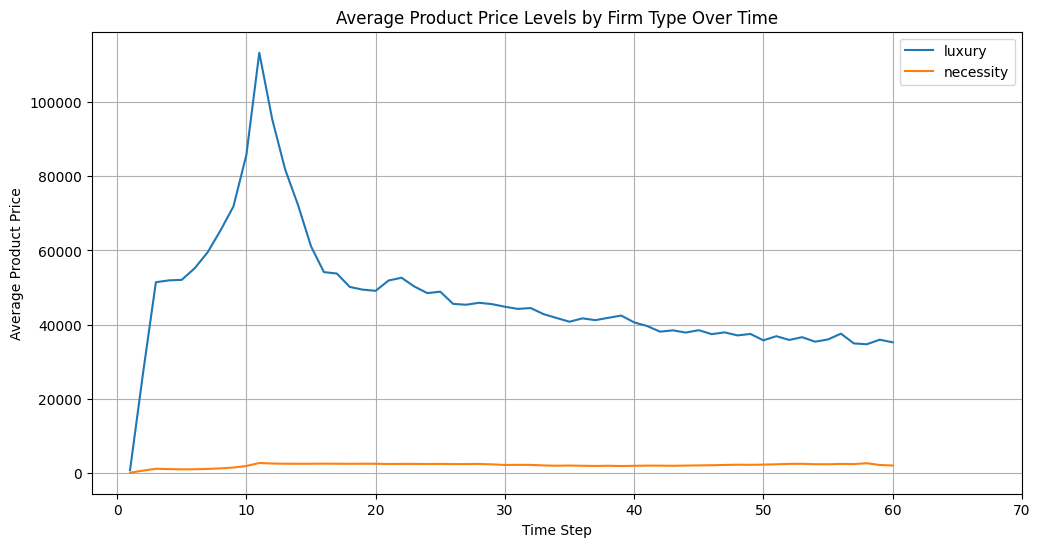 Average Product Price Levels by Firm Type Over Time
luxury
necessity
Average Product Price
100000
80000
60000
40000
20000
0
0 10 20 30 40 50 60 70
Time Step